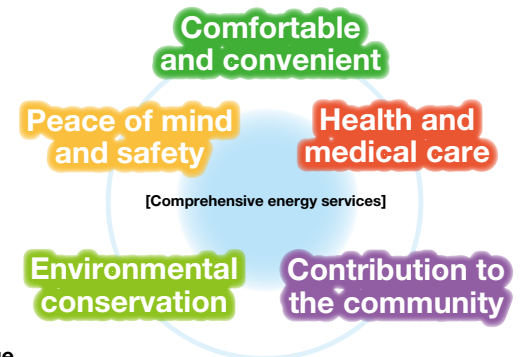 Comfortable
and convenient
Peace of mind
and safety
Health and
medical care
[Comprehensive energy services]
Environmental
conservation
Contribution to
the community